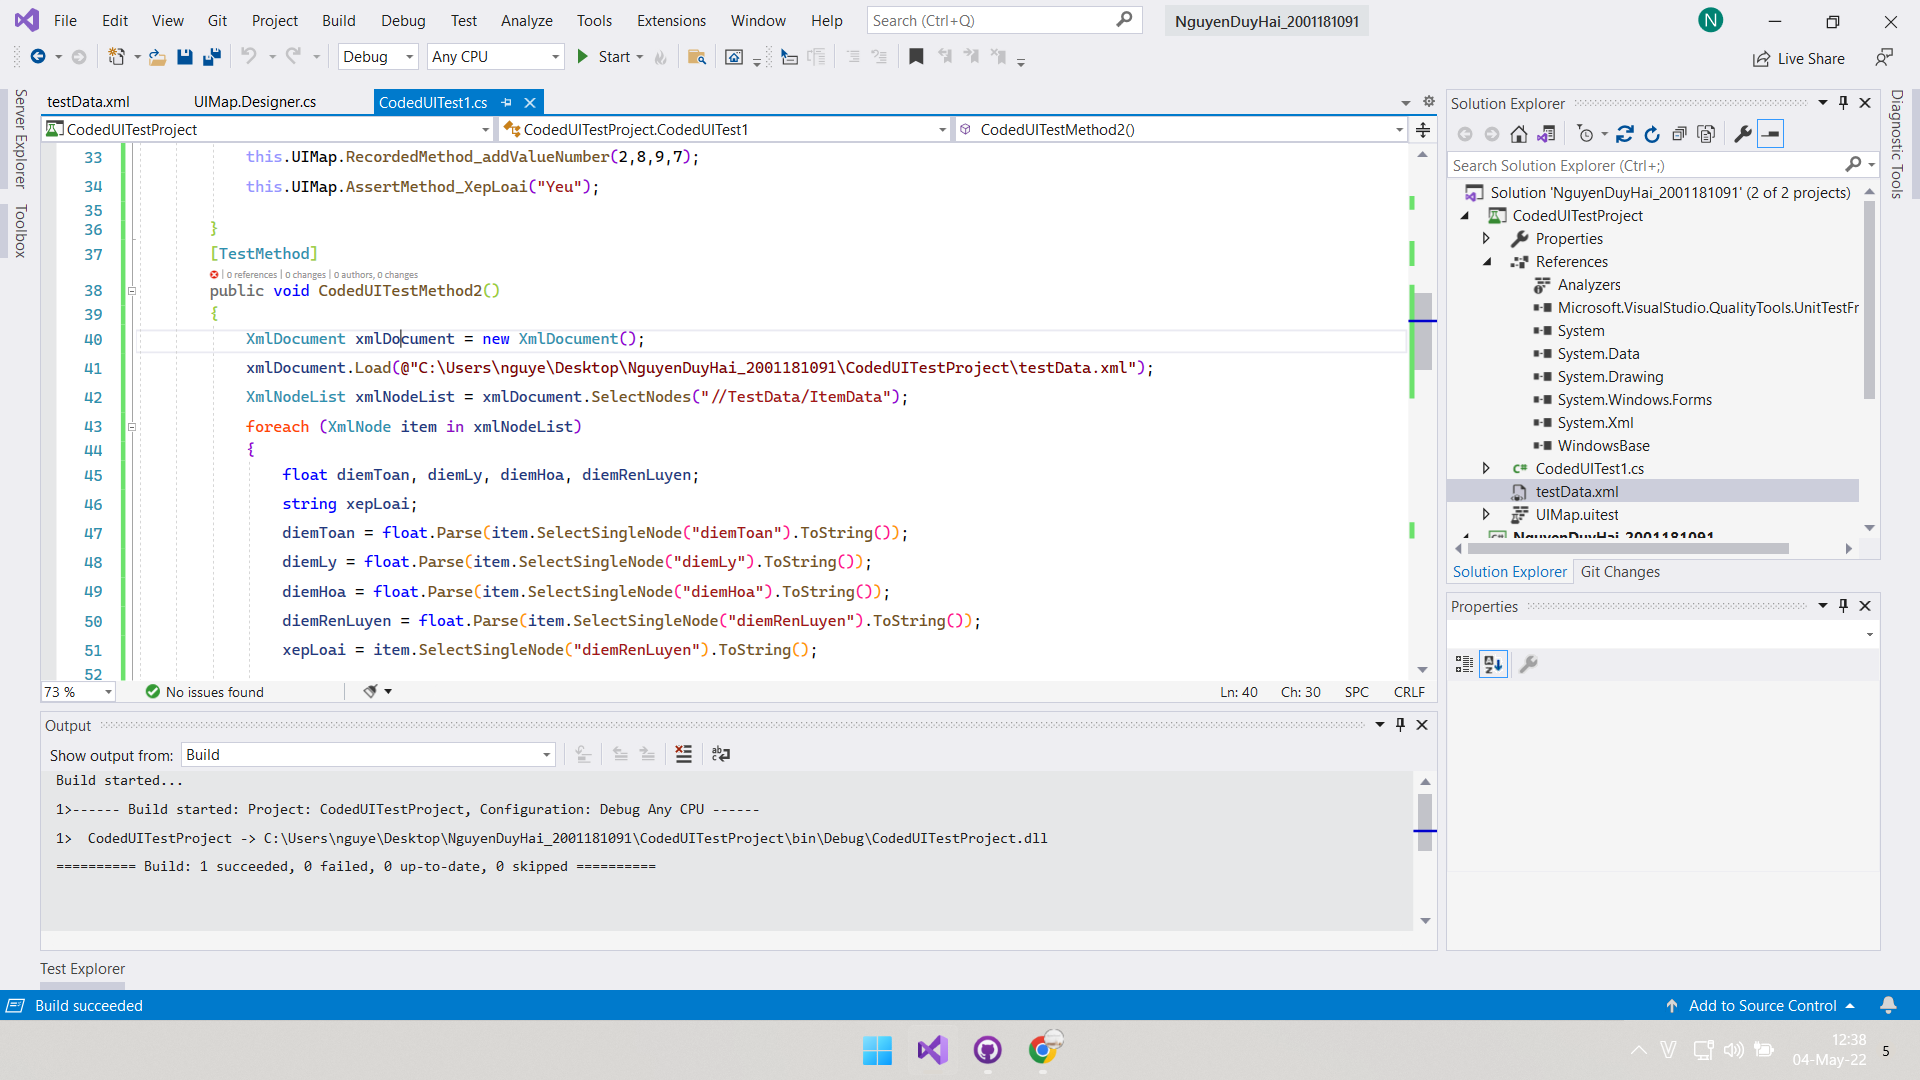 File Edit View Git Project Build Debug Test Analyze Tools Extensions Window Help Search (Ctrl+Q) NguyenDuyHai_2001181091 N
Debug Any CPU Start Live Share
Server Explorer
Toolbox
testData.xml UIMap.Designer.cs CodedUITest1.cs
CodedUITestProject CodedUITestProject.CodedUITest1 CodedUITestMethod2()
33 this.UIMap.RecordedMethod_addValueNumber(2,8,9,7);
34 this.UIMap.AssertMethod_XepLoai("Yeu");
35
36 }
37 [TestMethod]
| 0 references | 0 changes | 0 authors, 0 changes
38 public void CodedUITestMethod2()
39 {
40 XmlDocument xmlDocument = new XmlDocument();
41 xmlDocument.Load(@"C:\Users\nguye\Desktop\NguyenDuyHai_2001181091\CodedUITestProject\testData.xml");
42 XmlNodeList xmlNodeList = xmlDocument.SelectNodes("//TestData/ItemData");
43 foreach (XmlNode item in xmlNodeList)
44 {
45 float diemToan, diemLy, diemHoa, diemRenLuyen;
46 string xepLoai;
47 diemToan = float.Parse(item.SelectSingleNode("diemToan").ToString());
48 diemLy = float.Parse(item.SelectSingleNode("diemLy").ToString());
49 diemHoa = float.Parse(item.SelectSingleNode("diemHoa").ToString());
50 diemRenLuyen = float.Parse(item.SelectSingleNode("diemRenLuyen").ToString());
51 xepLoai = item.SelectSingleNode("diemRenLuyen").ToString();
52
73 % No issues found Ln: 40 Ch: 30 SPC CRLF
Output
Show output from: Build
Build started...
1>------ Build started: Project: CodedUITestProject, Configuration: Debug Any CPU ------
1> CodedUITestProject -> C:\Users\nguye\Desktop\NguyenDuyHai_2001181091\CodedUITestProject\bin\Debug\CodedUITestProject.dll
========== Build: 1 succeeded, 0 failed, 0 up-to-date, 0 skipped ==========
Test Explorer
Solution Explorer
Search Solution Explorer (Ctrl+;)
Solution 'NguyenDuyHai_2001181091' (2 of 2 projects)
CodedUITestProject
Properties
References
Analyzers
Microsoft.VisualStudio.QualityTools.UnitTestFr
System
System.Data
System.Drawing
System.Windows.Forms
System.Xml
WindowsBase
C# CodedUITest1.cs
testData.xml
UIMap.uitest
NguyenDuyHai_2001181091
Solution Explorer Git Changes
Properties
Diagnostic Tools
Build succeeded Add to Source Control
12:38
04-May-22 5